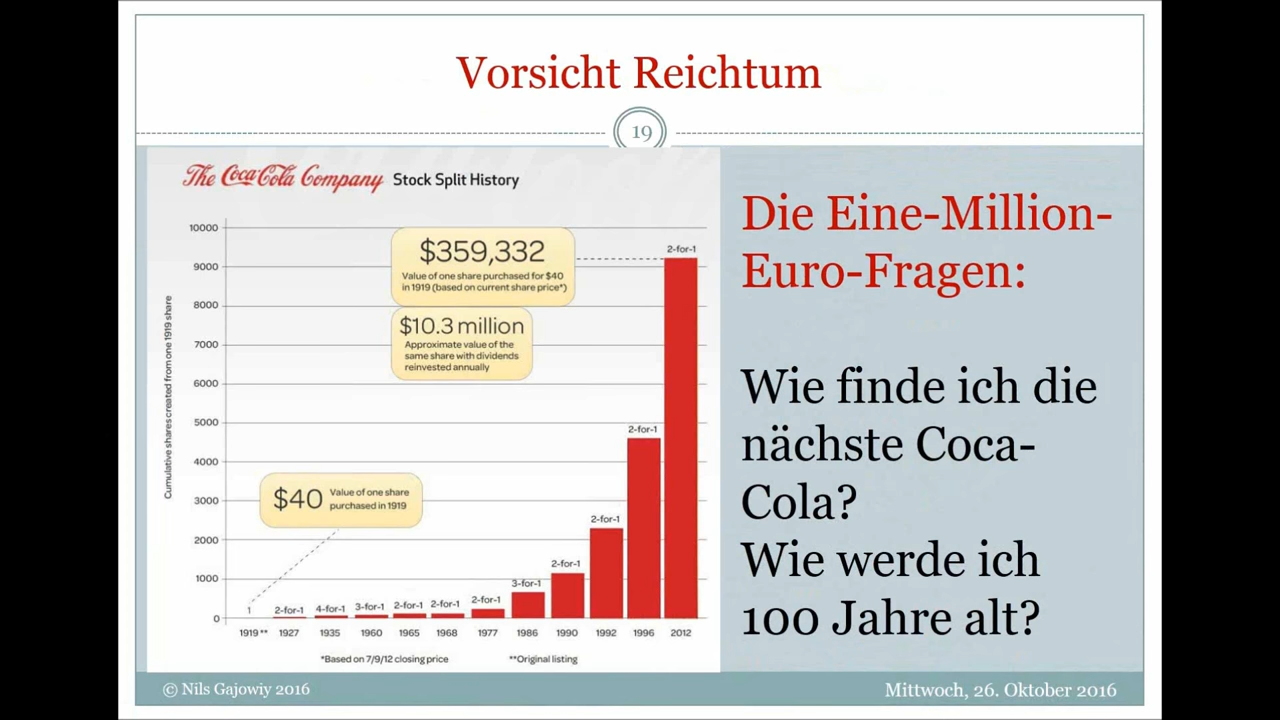 Vorsicht Reichtum
19
The Coca-Cola Company Stock Split History
Cumulative shares created from one 1919 share
10000
9000
8000
7000
6000
5000
4000
3000
2000
1000
0
$359,332
Value of one share purchased for $40
in 1919 (based on current share price*)
$10.3 million
Approximate value of the
same share with dividends
reinvested annually
$40 Value of one share
purchased in 1919
1
2-for-1
4-for-1
3-for-1
2-for-1
2-for-1
2-for-1
3-for-1
2-for-1
2-for-1
2-for-1
2-for-1
1919** 1927 1935 1960 1965 1968 1977 1986 1990 1992 1996 2012
*Based on 7/9/12 closing price **Original listing
Die Eine-Million-
Euro-Fragen:
Wie finde ich die
nächste Coca-
Cola?
Wie werde ich
100 Jahre alt?
© Nils Gajowiy 2016
Mittwoch, 26. Oktober 2016